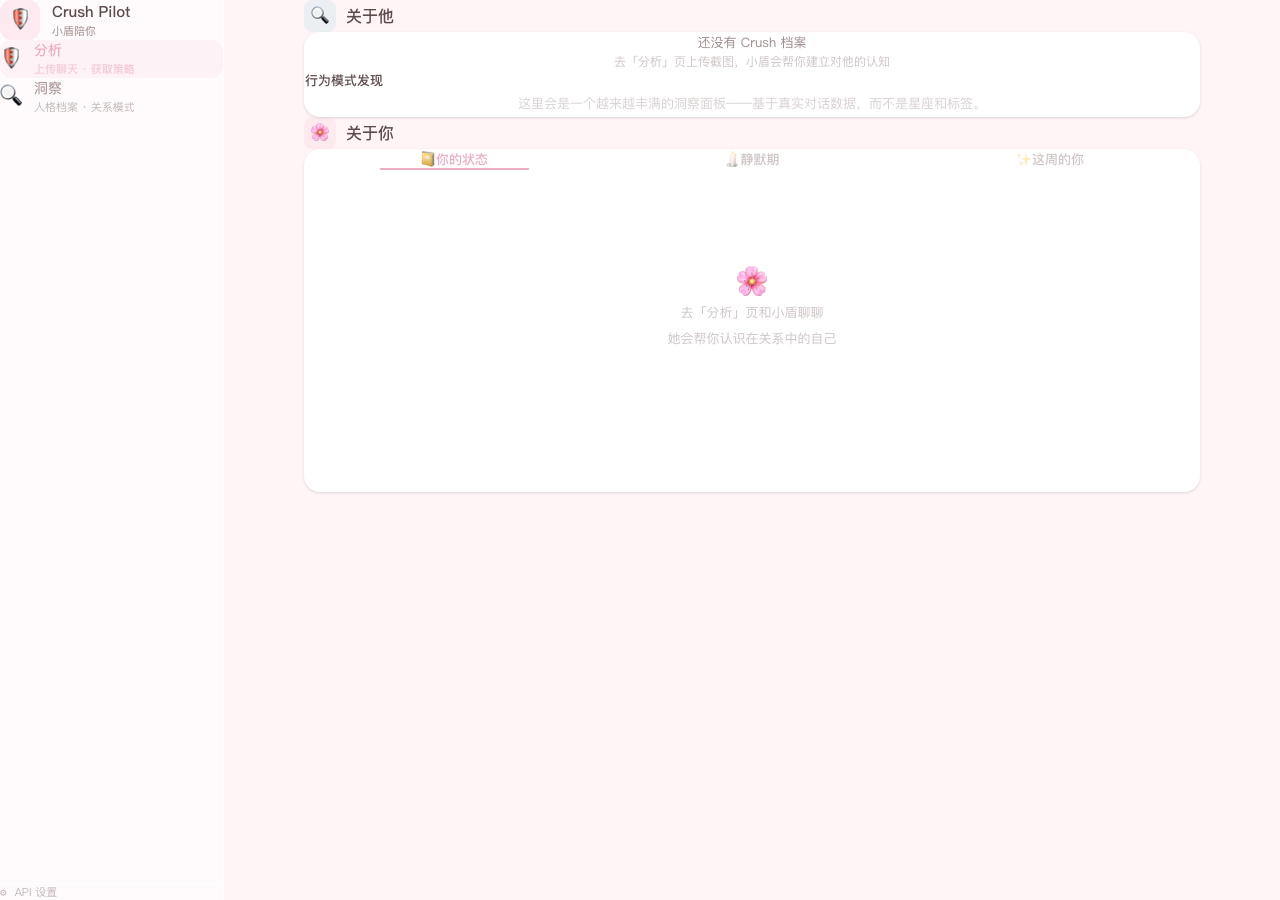 Crush Pilot
小盾陪你
分析
上传聊天 · 获取策略
洞察
人格档案 · 关系模式
API 设置
关于他
还没有 Crush 档案
去「分析」页上传截图，小盾会帮你建立对他的认知
行为模式发现
这里会是一个越来越丰满的洞察面板——基于真实对话数据，而不是星座和标签。
关于你
你的状态
静默期
这周的你
去「分析」页和小盾聊聊
她会帮你认识在关系中的自己